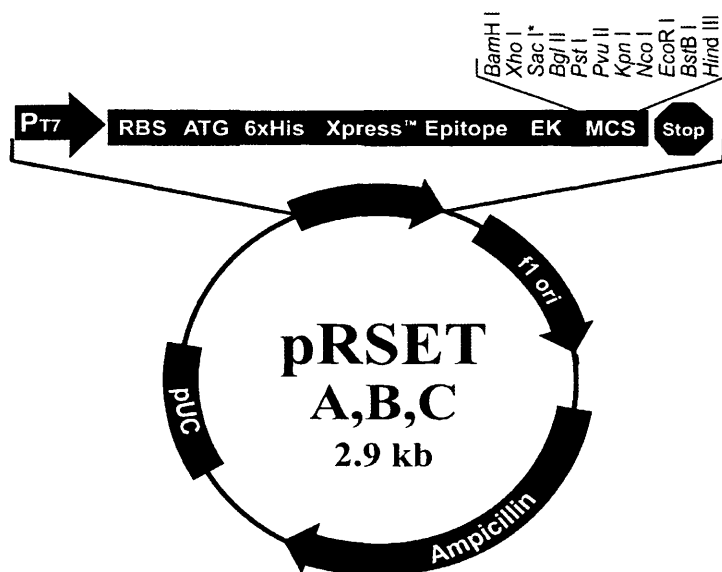 BamH I
Xho I
Sac I*
Bgl II
Pst I
Pvu II
Kpn I
Nco I
EcoR I
BstB I
Hind III
PT7 RBS ATG 6xHis Xpress™ Epitope EK MCS Stop
f1 ori
pRSET
A,B,C
2.9 kb
pUC
Ampicillin